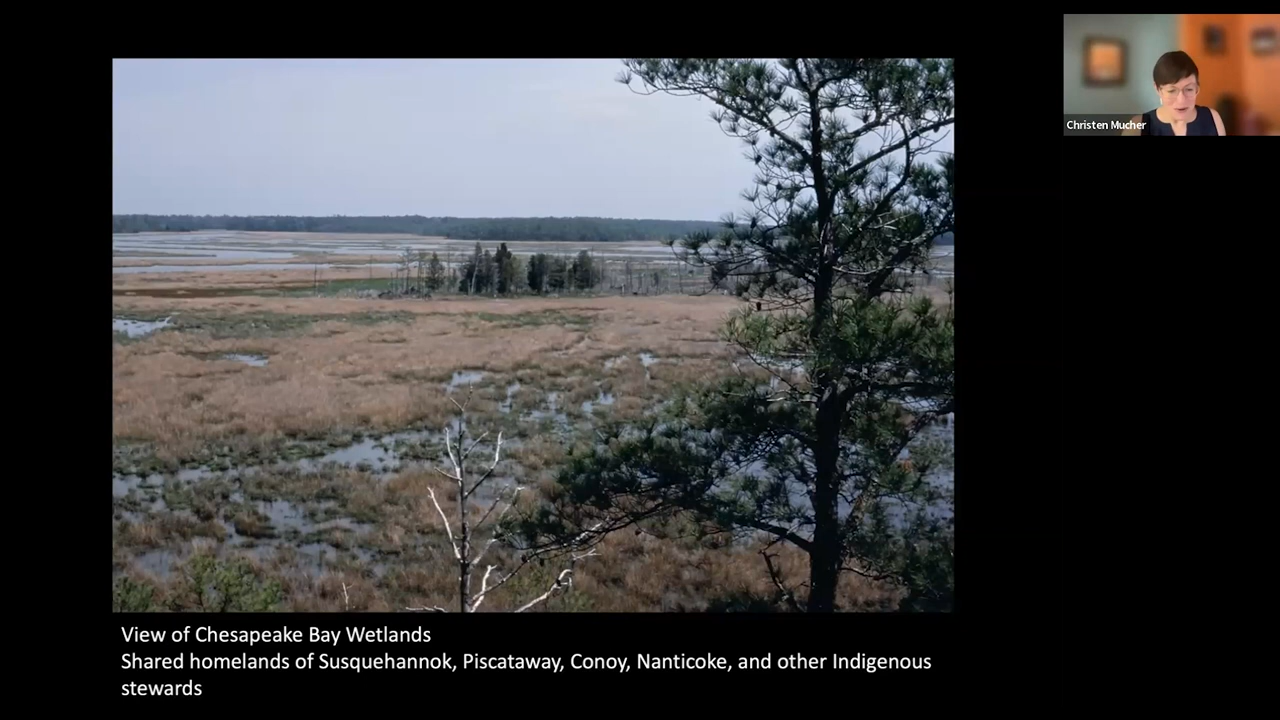 Christen Mucher
View of Chesapeake Bay Wetlands
Shared homelands of Susquehannok, Piscataway, Conoy, Nanticoke, and other Indigenous
stewards